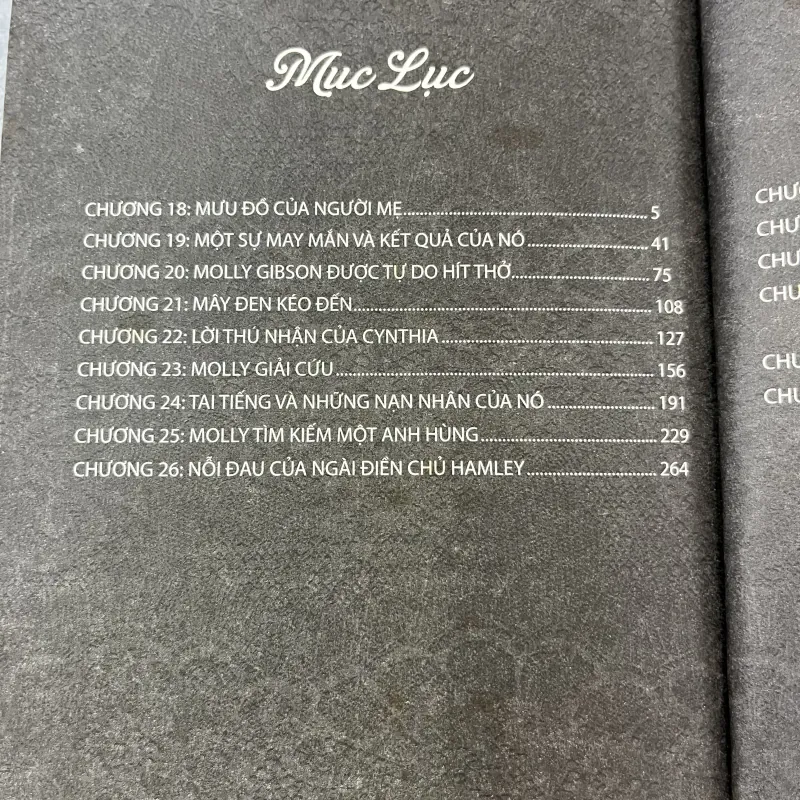 Mục Lục
CHƯƠNG 18: MƯU ĐỒ CỦA NGƯỜI MẸ.......... 5
CHƯƠNG 19: MỘT SỰ MAY MẮN VÀ KẾT QUẢ CỦA NÓ.......... 41
CHƯƠNG 20: MOLLY GIBSON ĐƯỢC TỰ DO HÍT THỞ.......... 75
CHƯƠNG 21: MÂY ĐEN KÉO ĐẾN.......... 108
CHƯƠNG 22: LỜI THÚ NHẬN CỦA CYNTHIA.......... 127
CHƯƠNG 23: MOLLY GIẢI CỨU.......... 156
CHƯƠNG 24: TAI TIẾNG VÀ NHỮNG NẠN NHÂN CỦA NÓ.......... 191
CHƯƠNG 25: MOLLY TÌM KIẾM MỘT ANH HÙNG.......... 229
CHƯƠNG 26: NỖI ĐAU CỦA NGÀI ĐIỀN CHỦ HAMLEY.......... 264